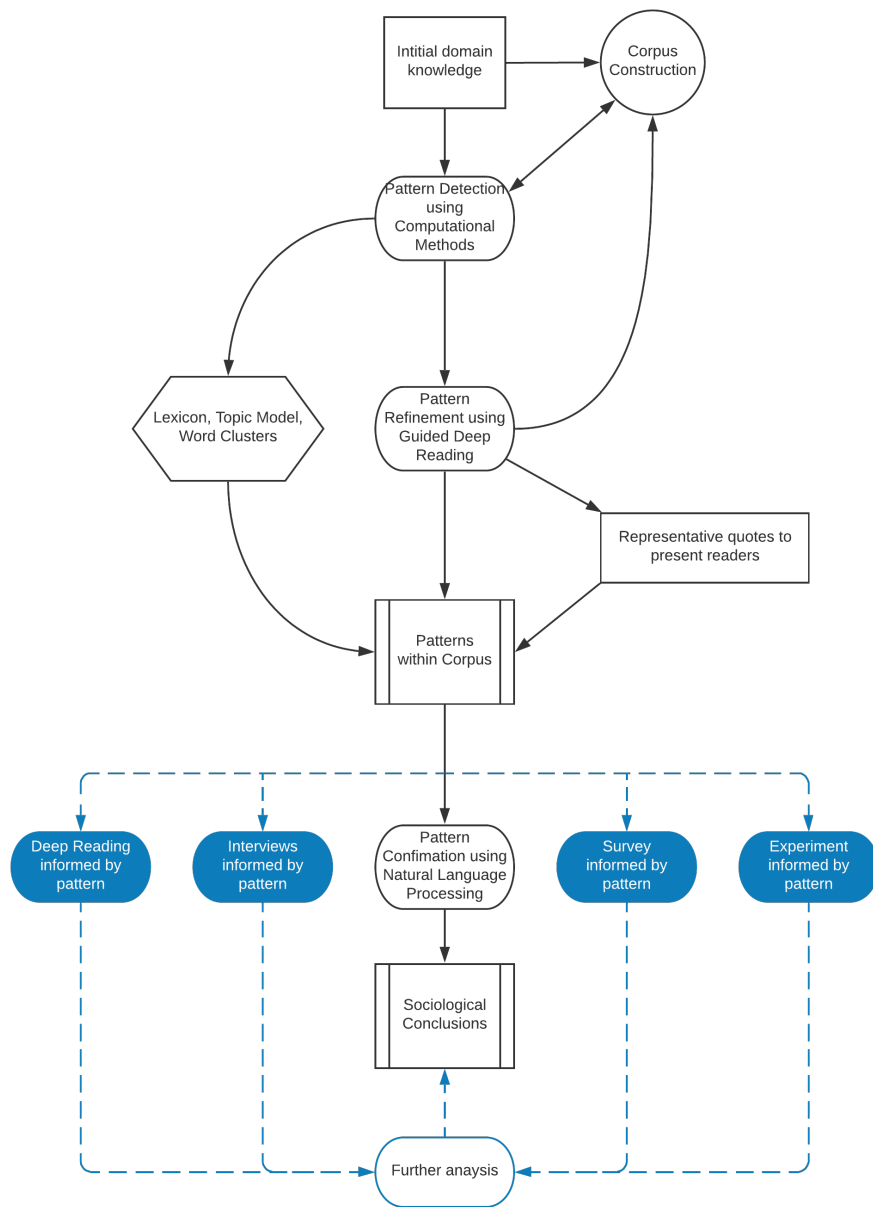 Intitial domain
knowledge
Corpus
Construction
Pattern Detection
using
Computational
Methods
Lexicon, Topic Model,
Word Clusters
Pattern
Refinement using
Guided Deep
Reading
Representative quotes to
present readers
Patterns
within Corpus
Deep Reading
informed by
pattern
Interviews
informed by
pattern
Pattern
Confimation using
Natural Language
Processing
Survey
informed by
pattern
Experiment
informed by
pattern
Sociological
Conclusions
Further anaysis